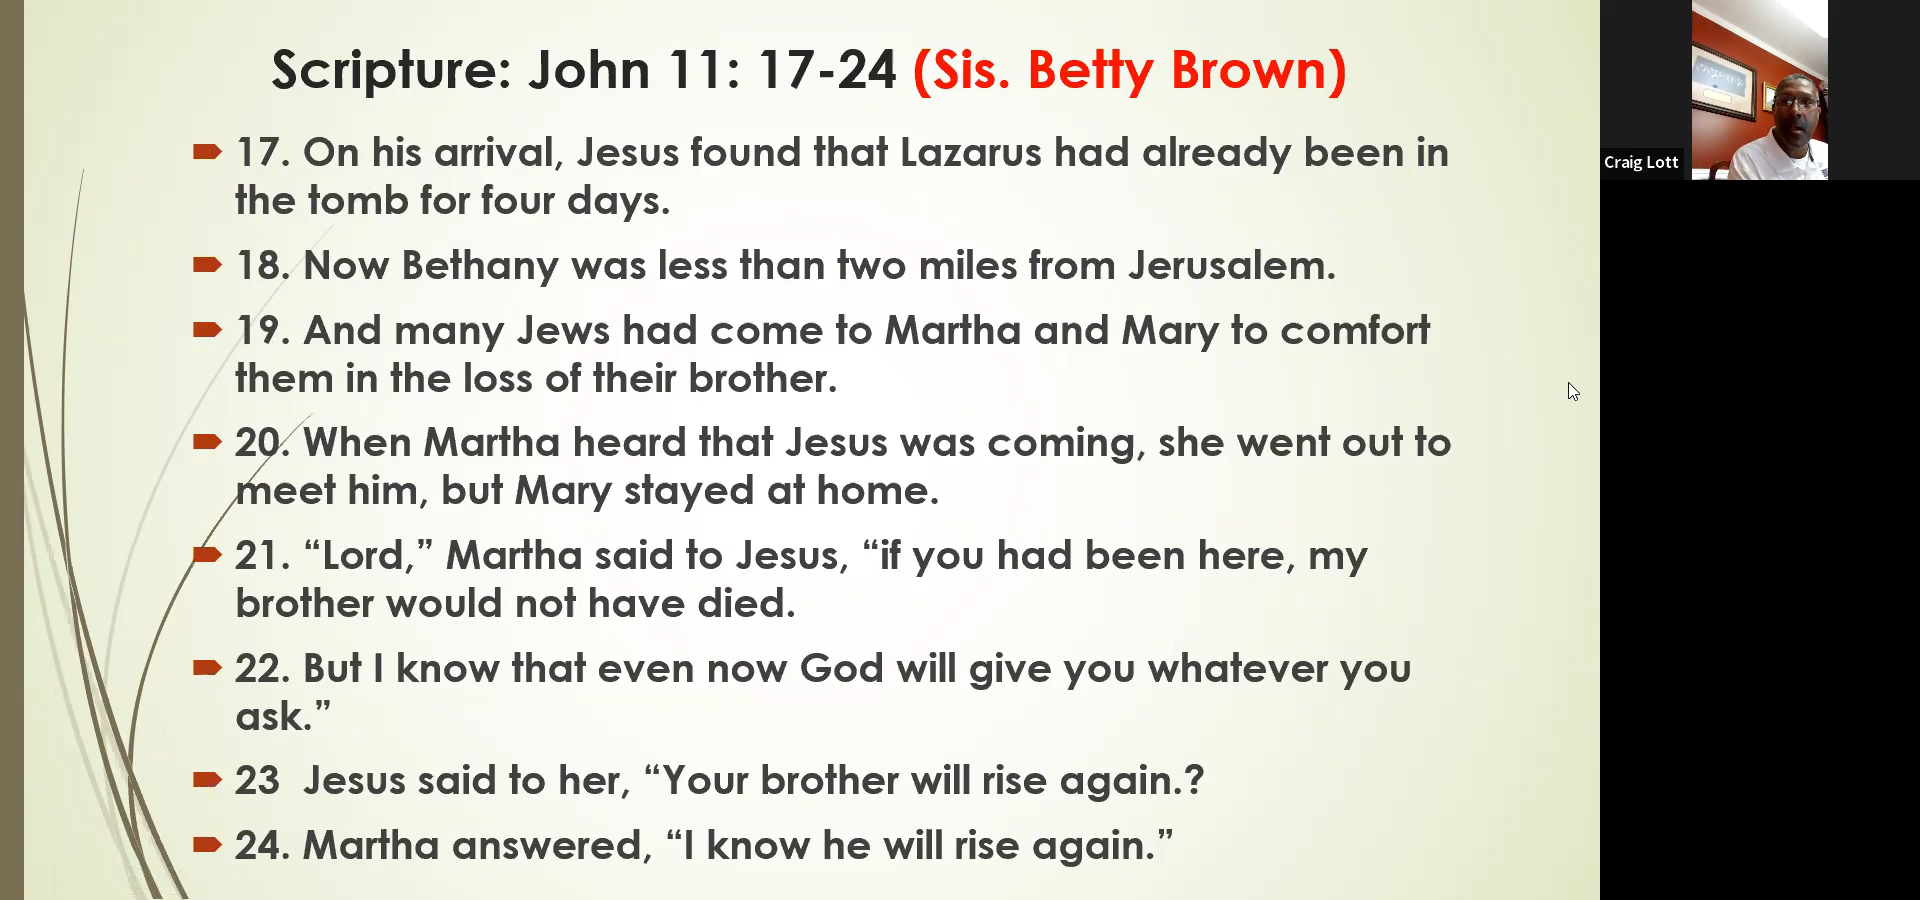 Scripture: John 11: 17-24 (Sis. Betty Brown)
17. On his arrival, Jesus found that Lazarus had already been in
the tomb for four days.
18. Now Bethany was less than two miles from Jerusalem.
19. And many Jews had come to Martha and Mary to comfort
them in the loss of their brother.
20. When Martha heard that Jesus was coming, she went out to
meet him, but Mary stayed at home.
21. “Lord,” Martha said to Jesus, “if you had been here, my
brother would not have died.
22. But I know that even now God will give you whatever you
ask.”
23  Jesus said to her, “Your brother will rise again.?
24. Martha answered, “I know he will rise again.”
Craig Lott